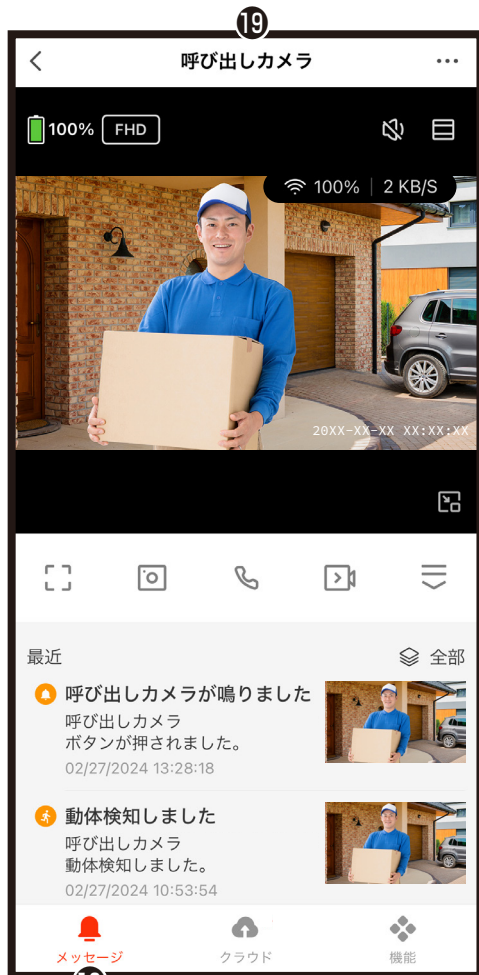 ⓳
呼び出しカメラ
100% FHD
100% 2 KB/S
20XX-XX-XX XX:XX:XX
最近 全部
呼び出しカメラが鳴りました
呼び出しカメラ
ボタンが押されました。
02/27/2024 13:28:18
動体検知しました
呼び出しカメラ
動体検知しました。
02/27/2024 10:53:54
メッセージ クラウド 機能